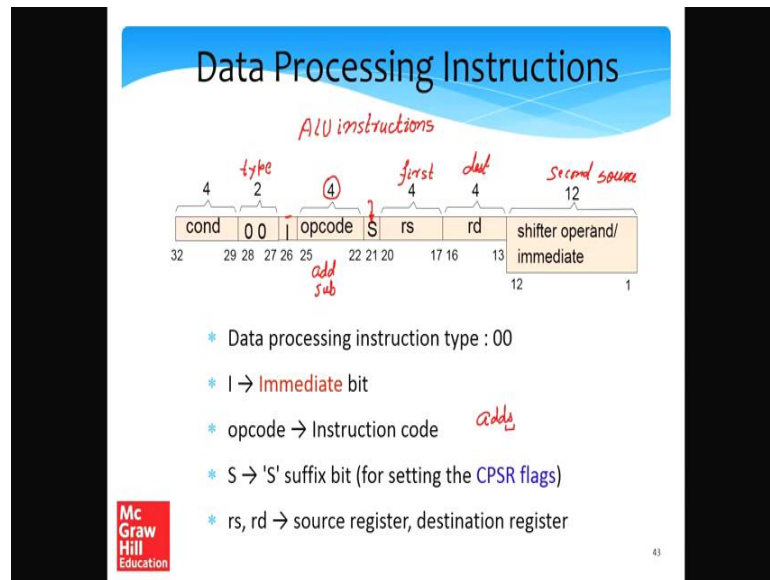 Data Processing Instructions
ALU instructions
type first dest second source
4 2 4 4 4 12
cond 0 0 I opcode S rs rd shifter operand/
immediate
32 29 28 27 26 25 22 21 20 17 16 13
12 1
add
sub
* Data processing instruction type : 00
* I → Immediate bit
* opcode → Instruction code adds
* S → 'S' suffix bit (for setting the CPSR flags)
* rs, rd → source register, destination register
Mc
Graw
Hill
Education
43